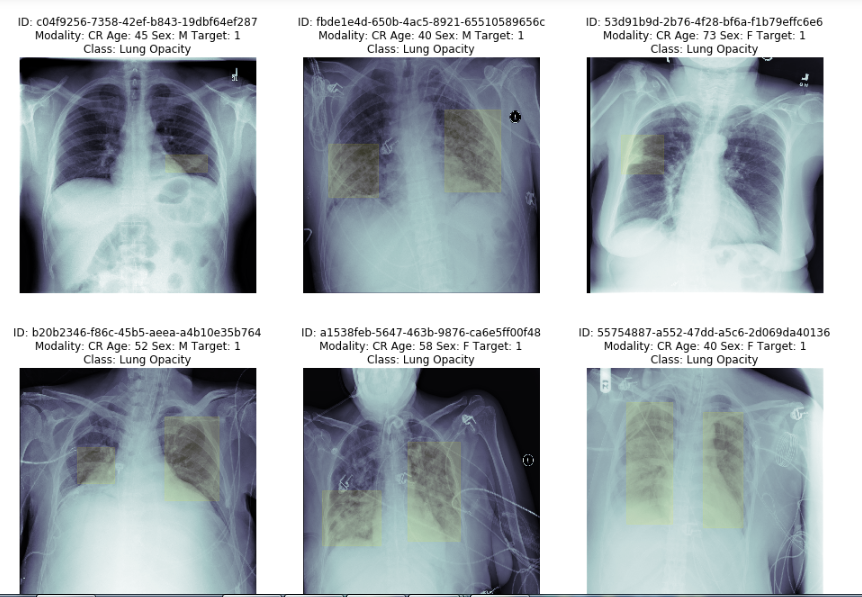 ID: c04f9256-7358-42ef-b843-19dbf64ef287
Modality: CR Age: 45 Sex: M Target: 1
Class: Lung Opacity
ID: fbde1e4d-650b-4ac5-8921-65510589656c
Modality: CR Age: 40 Sex: M Target: 1
Class: Lung Opacity
ID: 53d91b9d-2b76-4f28-bf6a-f1b79effc6e6
Modality: CR Age: 73 Sex: F Target: 1
Class: Lung Opacity
ID: b20b2346-f86c-45b5-aeea-a4b10e35b764
Modality: CR Age: 52 Sex: M Target: 1
Class: Lung Opacity
ID: a1538feb-5647-463b-9876-ca6e5ff00f48
Modality: CR Age: 58 Sex: F Target: 1
Class: Lung Opacity
ID: 55754887-a552-47dd-a5c6-2d069da40136
Modality: CR Age: 40 Sex: F Target: 1
Class: Lung Opacity